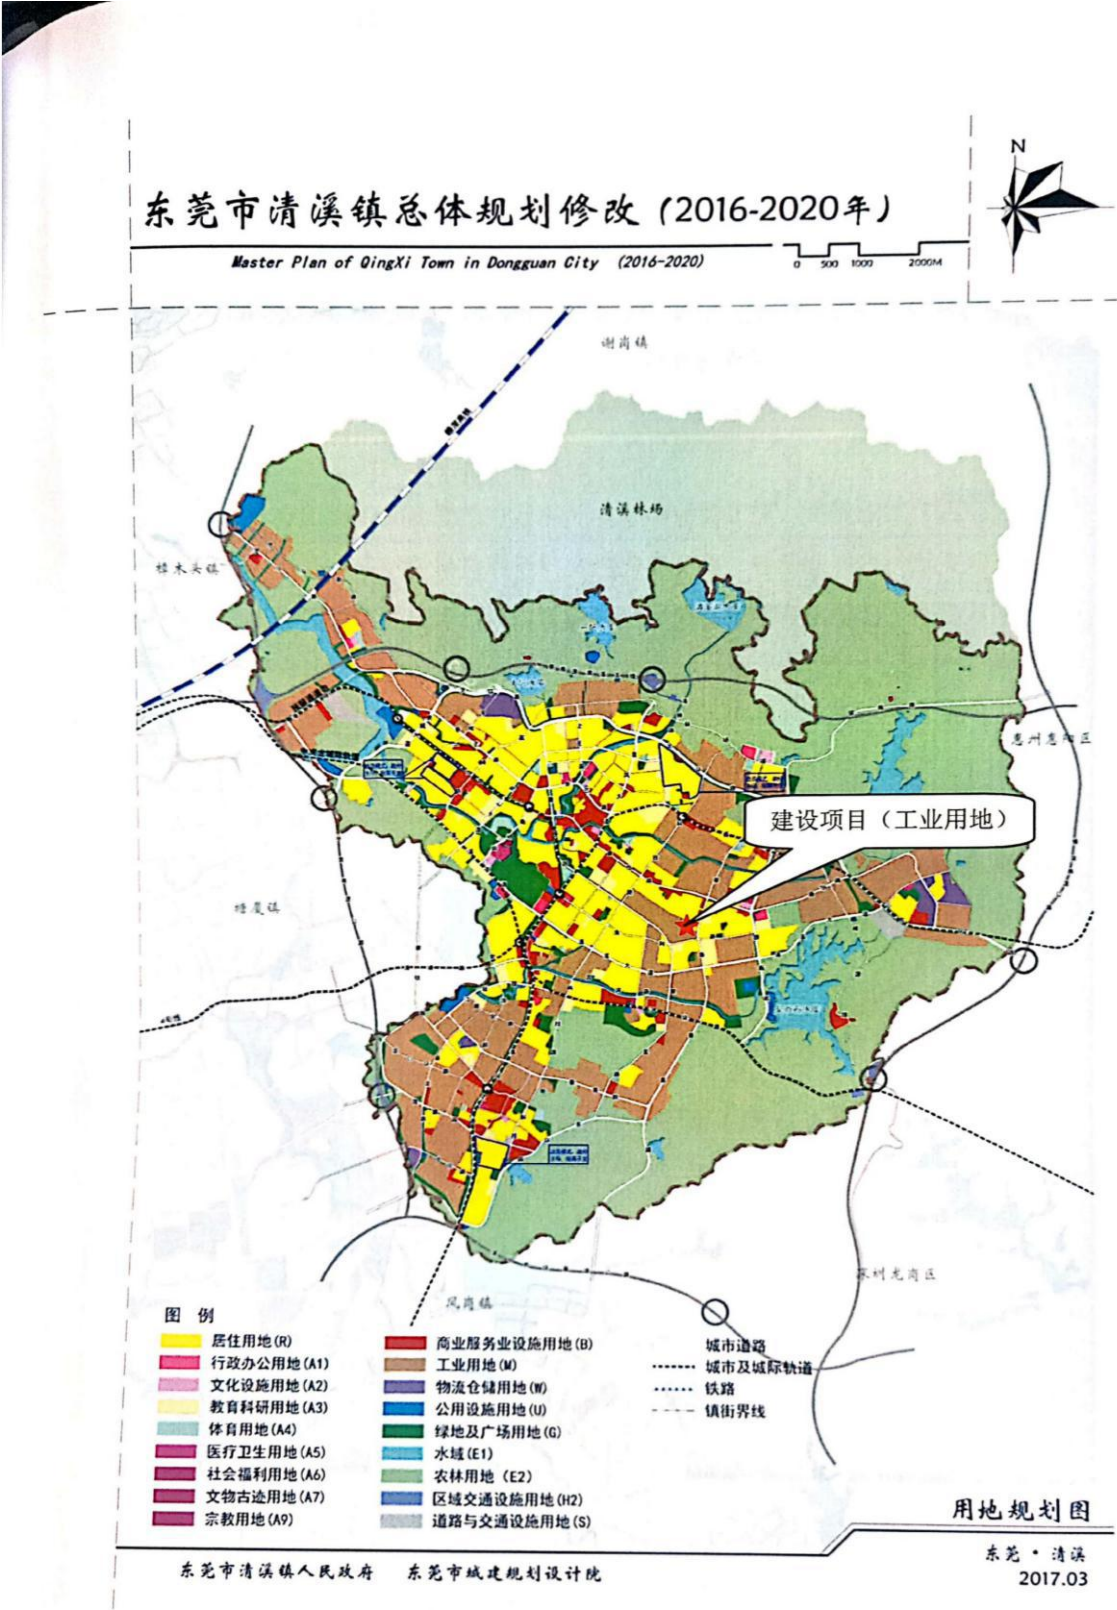 N
东莞市清溪镇总体规划修改（2016-2020年）
Master Plan of QingXi Town in Dongguan City (2016-2020)
0 500 1000 2000M
谢岗镇
清溪林场
樟木头镇
惠州惠阳区
建设项目（工业用地）
塘厦镇
深圳龙岗区
凤岗镇
图 例
居住用地(R)
行政办公用地(A1)
文化设施用地(A2)
教育科研用地(A3)
体育用地(A4)
医疗卫生用地(A5)
社会福利用地(A6)
文物古迹用地(A7)
宗教用地(A9)
商业服务业设施用地(B)
工业用地(M)
物流仓储用地(W)
公用设施用地(U)
绿地及广场用地(G)
水域(E1)
农林用地（E2）
区域交通设施用地(H2)
道路与交通设施用地(S)
城市道路
城市及城际轨道
铁路
镇街界线
用地规划图
东莞·清溪
2017.03
东莞市清溪镇人民政府 东莞市城建规划设计院